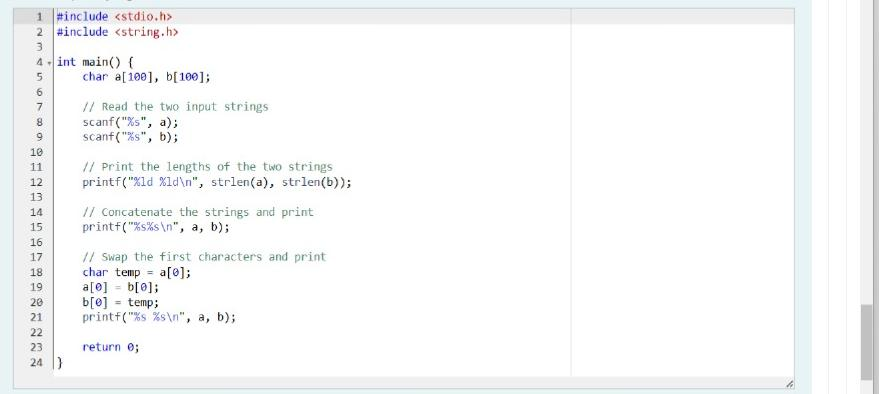 1 #include <stdio.h>
2 #include <string.h>
3
4 int main() {
5     char a[100], b[100];
6
7     // Read the two input strings
8     scanf("%s", a);
9     scanf("%s", b);
10
11     // Print the lengths of the two strings
12     printf("%ld %ld\n", strlen(a), strlen(b));
13
14     // Concatenate the strings and print
15     printf("%s%s\n", a, b);
16
17     // Swap the first characters and print
18     char temp = a[0];
19     a[0] = b[0];
20     b[0] = temp;
21     printf("%s %s\n", a, b);
22
23     return 0;
24 }